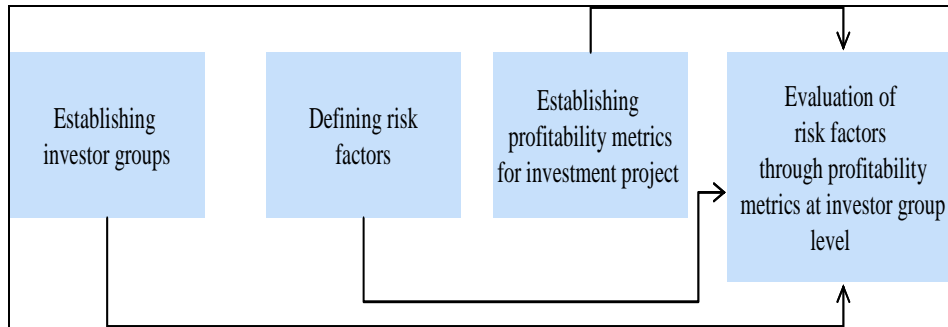 Establishing
investor groups
Defining risk
factors
Establishing
profitability metrics
for investment project
Evaluation of
risk factors
through profitability
metrics at investor group
level